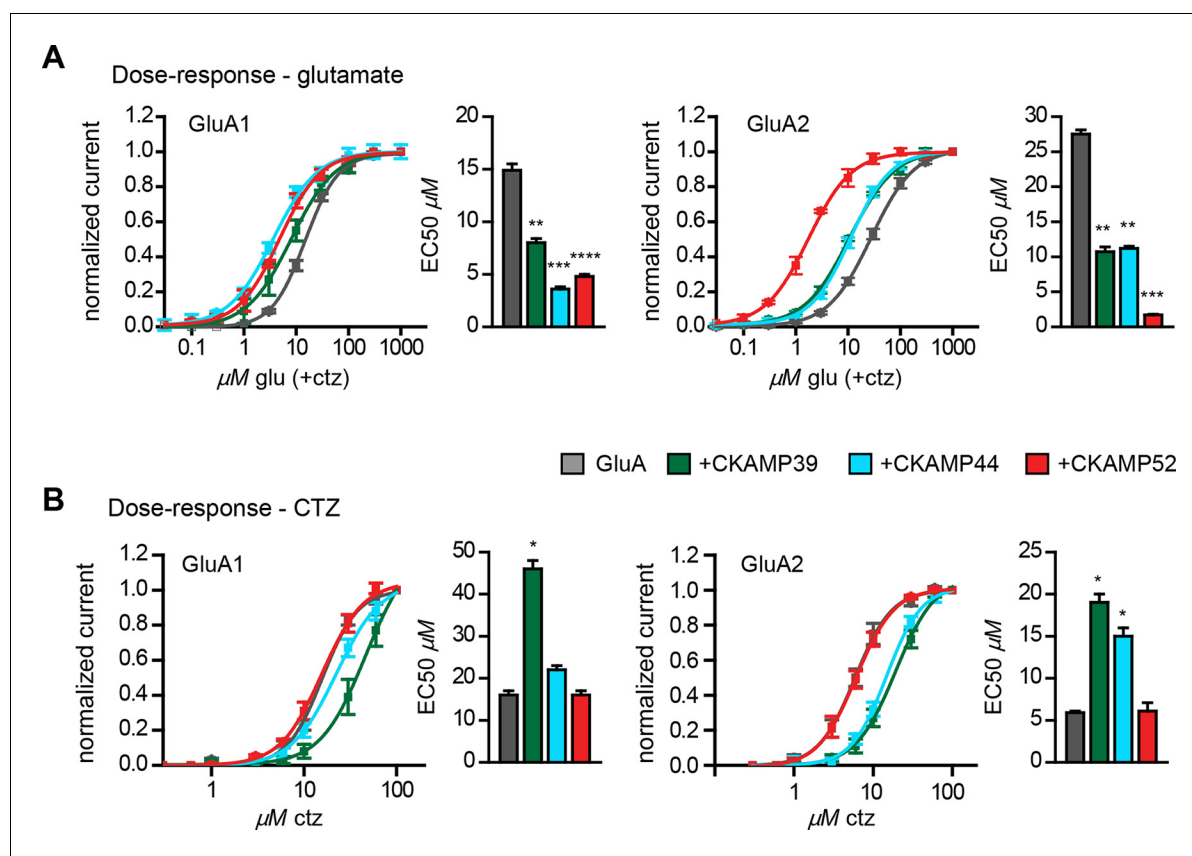 A
Dose-response - glutamate
GluA1
normalized current
1.2
1.0
0.8
0.6
0.4
0.2
0.0
0.1 1 10 100 1000
µM glu (+ctz)
EC50 µM
20
15
10
5
0
** *** ****
GluA2
normalized current
1.2
1.0
0.8
0.6
0.4
0.2
0.0
0.1 1 10 100 1000
µM glu (+ctz)
EC50 µM
30
25
20
15
10
5
0
** ** ***
GluA +CKAMP39 +CKAMP44 +CKAMP52
B
Dose-response - CTZ
GluA1
normalized current
1.2
1.0
0.8
0.6
0.4
0.2
0.0
1 10 100
µM ctz
EC50 µM
50
40
30
20
10
0
*
GluA2
normalized current
1.2
1.0
0.8
0.6
0.4
0.2
0.0
1 10 100
µM ctz
EC50 µM
25
20
15
10
5
0
* *